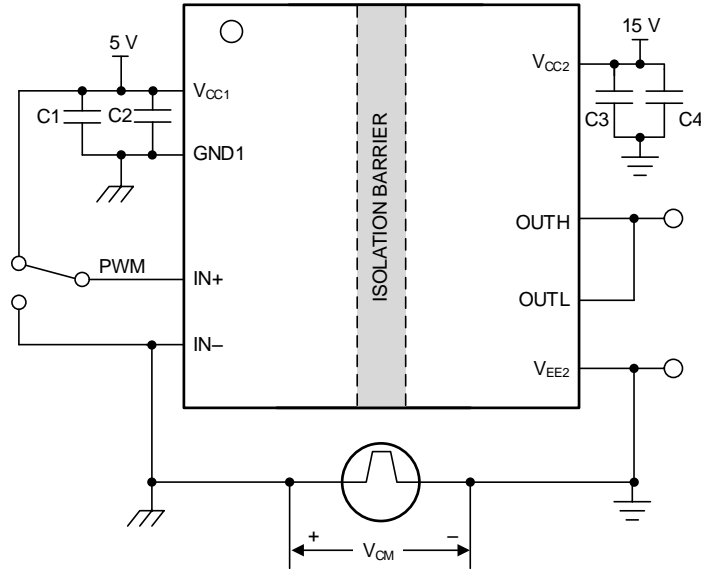 5 V
15 V
VCC1
VCC2
C1
C2
C3
C4
GND1
ISOLATION BARRIER
OUTH
PWM
IN+
OUTL
IN–
VEE2
+
VCM
–